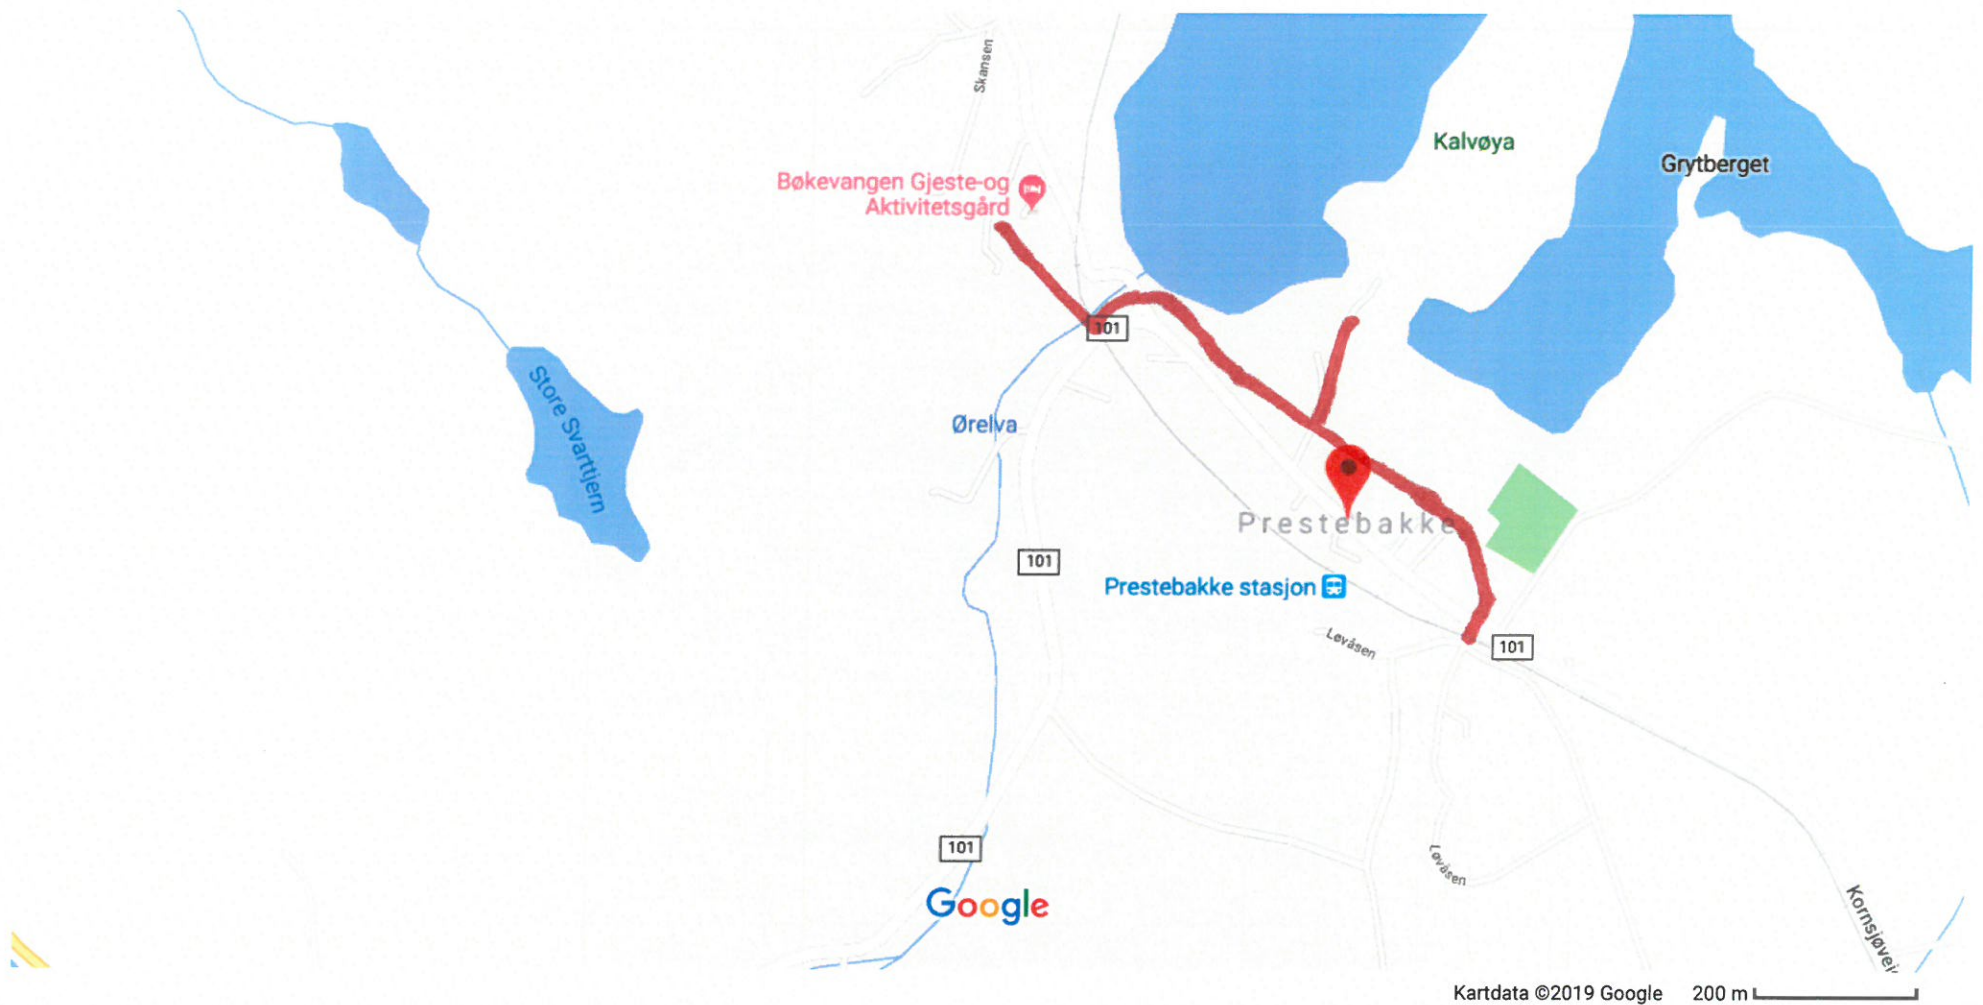 Skansen
Kalvøya
Grytberget
Bøkevangen Gjeste-og
Aktivitetsgård
101
Store Svarttjern
Ørelva
Prestebakke
101
Prestebakke stasjon
Løvåsen
101
101
Løvåsen
Google
Kornsjøvei
Kartdata ©2019 Google 200 m